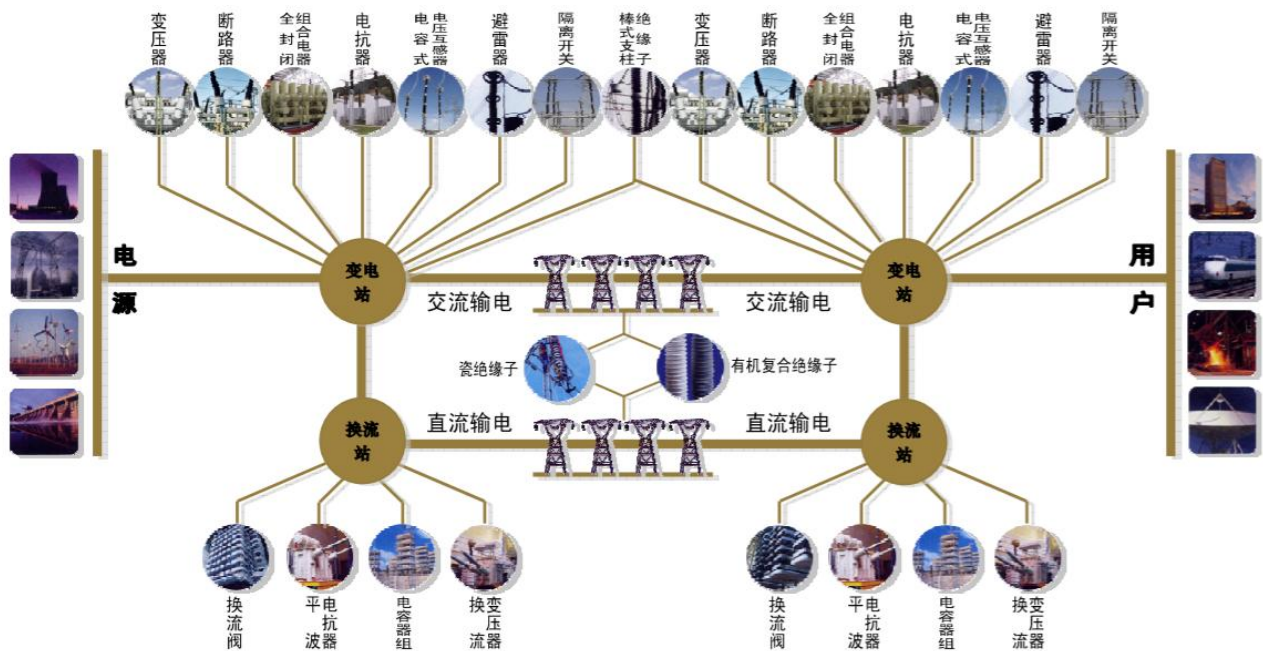 变压器
断路器
全封闭
组合电器
电抗器
电容式
电压互感器
避雷器
隔离开关
棒式支柱
绝缘子
变压器
断路器
全封闭
组合电器
电抗器
电容式
电压互感器
避雷器
隔离开关
电源
变电站
交流输电
交流输电
变电站
用户
瓷绝缘子
有机复合绝缘子
换流站
直流输电
直流输电
换流站
换流阀
平波
电抗器
电容器组
换流
变压器
换流阀
平波
电抗器
电容器组
换流
变压器